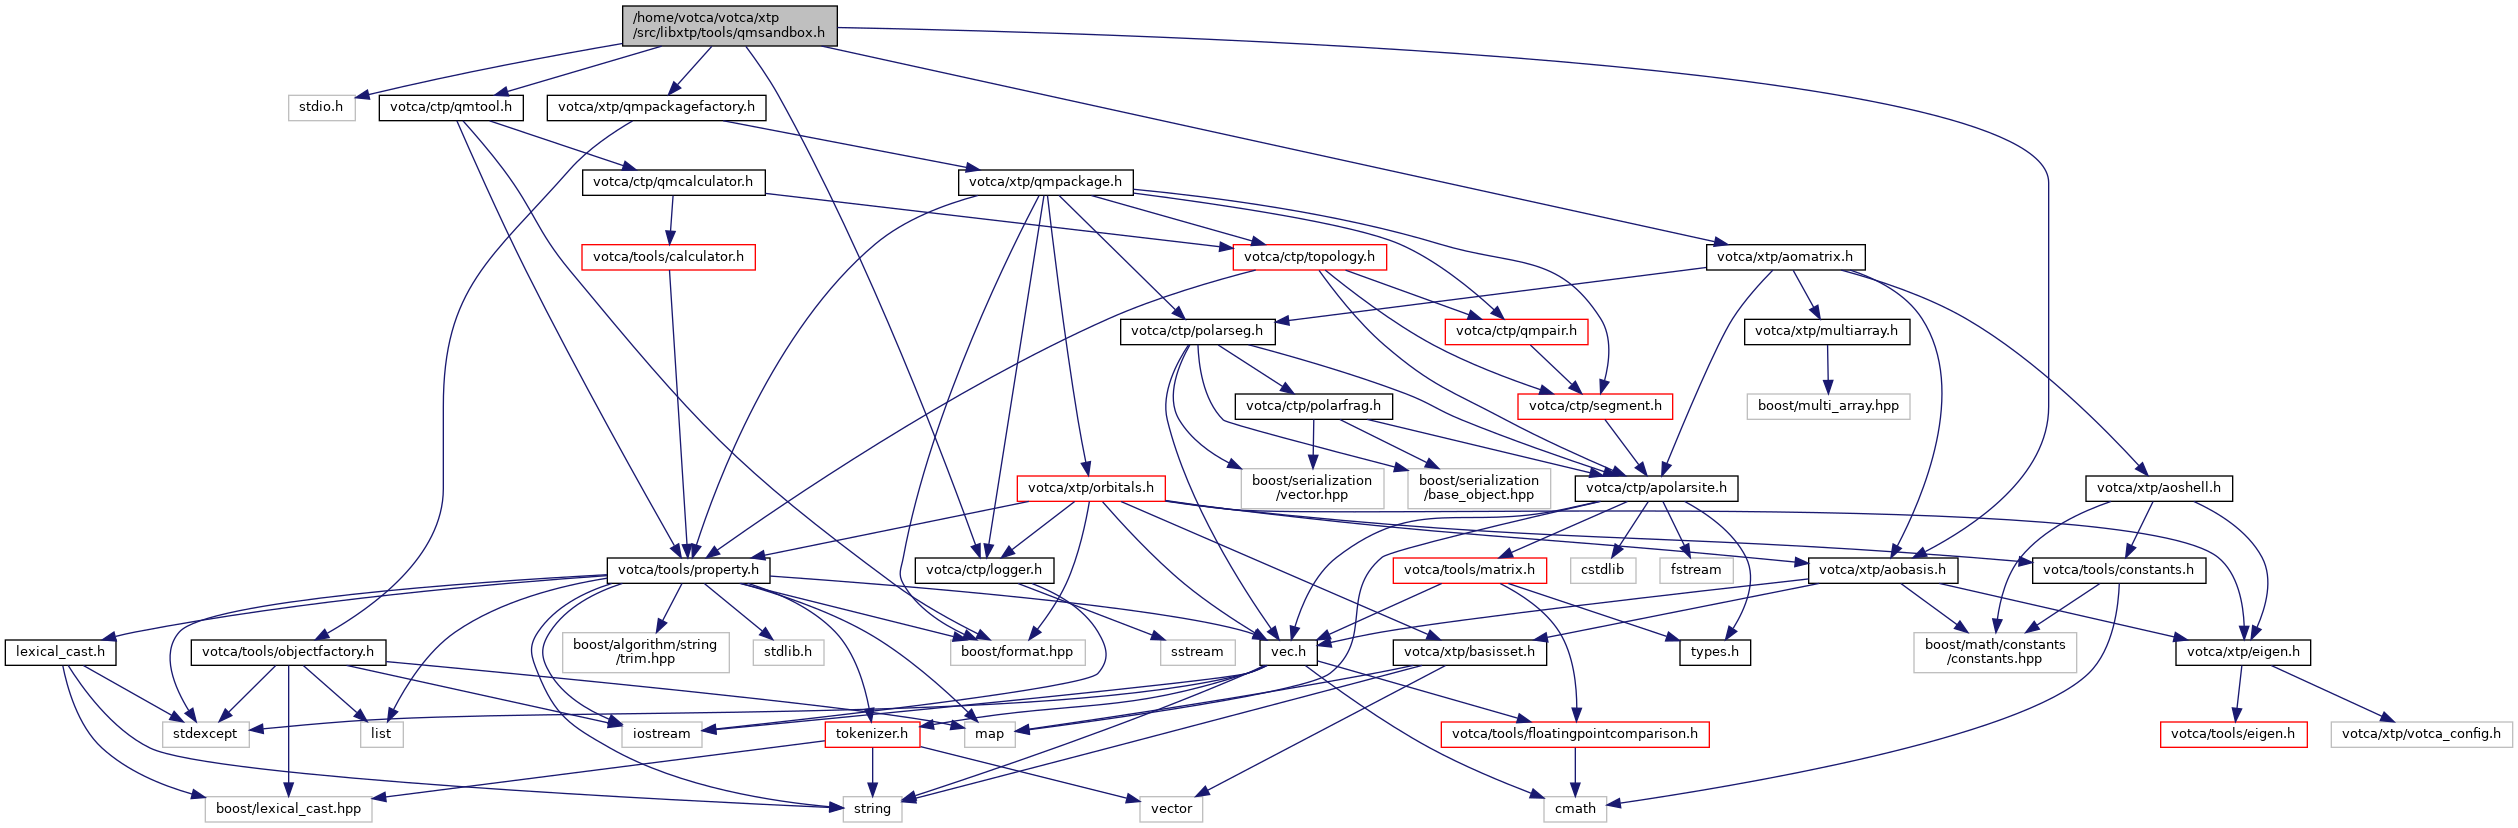 /home/votca/votca/xtp
/src/libxtp/tools/qmsandbox.h
stdio.h
votca/ctp/qmtool.h
votca/xtp/qmpackagefactory.h
votca/ctp/qmcalculator.h
votca/xtp/qmpackage.h
votca/tools/calculator.h
votca/ctp/topology.h
votca/xtp/aomatrix.h
votca/ctp/polarseg.h
votca/ctp/qmpair.h
votca/xtp/multiarray.h
votca/ctp/polarfrag.h
votca/ctp/segment.h
boost/multi_array.hpp
votca/xtp/orbitals.h
boost/serialization
/vector.hpp
boost/serialization
/base_object.hpp
votca/ctp/apolarsite.h
votca/xtp/aoshell.h
votca/tools/property.h
votca/ctp/logger.h
votca/tools/matrix.h
cstdlib
fstream
votca/xtp/aobasis.h
votca/tools/constants.h
lexical_cast.h
votca/tools/objectfactory.h
boost/algorithm/string
/trim.hpp
stdlib.h
boost/format.hpp
sstream
vec.h
votca/xtp/basisset.h
types.h
boost/math/constants
/constants.hpp
votca/xtp/eigen.h
stdexcept
list
iostream
tokenizer.h
map
votca/tools/floatingpointcomparison.h
votca/tools/eigen.h
votca/xtp/votca_config.h
boost/lexical_cast.hpp
string
vector
cmath